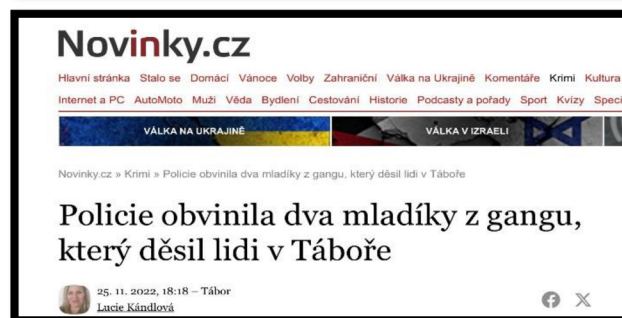 Novinky.cz
Hlavní stránka Stalo se Domácí Vánoce Volby Zahraniční Válka na Ukrajině Komentáře Krimi Kultura
Internet a PC AutoMoto Muži Věda Bydlení Cestování Historie Podcasty a pořady Sport Kvízy Speci
VÁLKA NA UKRAJINĚ VÁLKA V IZRAELI
Novinky.cz » Krimi » Policie obvinila dva mladíky z gangu, který děsil lidi v Táboře
Policie obvinila dva mladíky z gangu,
který děsil lidi v Táboře
25. 11. 2022, 18:18 – Tábor
Lucie Kándlová